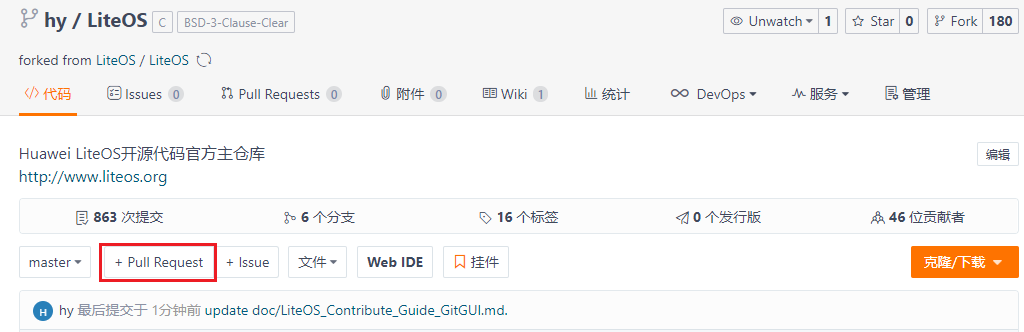 hy / LiteOS C BSD-3-Clause-Clear Unwatch 1 Star 0 Fork 180
forked from LiteOS / LiteOS
</> 代码 Issues 0 Pull Requests 0 附件 0 Wiki 1 统计 DevOps 服务 管理
Huawei LiteOS开源代码官方主仓库 编辑
http://www.liteos.org
863 次提交 6 个分支 16 个标签 0 个发行版 46 位贡献者
master + Pull Request + Issue 文件 Web IDE 挂件 克隆/下载
H hy 最后提交于 1分钟前 update doc/LiteOS_Contribute_Guide_GitGUI.md.